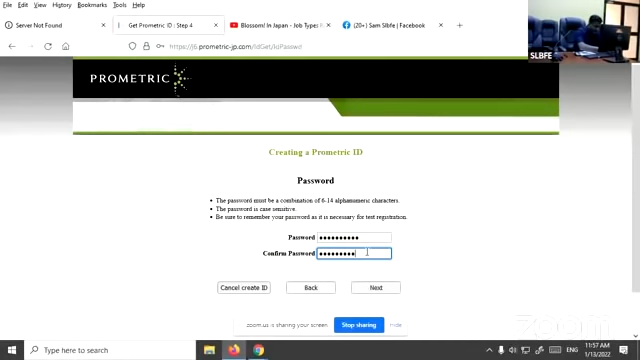 File Edit View History Bookmarks Tools Help
Server Not Found
Get Prometric ID : Step 4
Blossom! In Japan - Job Types
(20+) Sam Slbfe | Facebook
https://j6.prometric-jp.com/IdGet/IqPasswd
SLBFE
PROMETRIC
Creating a Prometric ID
Password
• The password must be a combination of 6-14 alphanumeric characters.
• The password is case sensitive.
• Be sure to remember your password as it is necessary for test registration.
Password
Confirm Password
Cancel create ID
Back
Next
zoom.us is sharing your screen.
Stop sharing
Hide
zoom
Type here to search
ENG
11:57 AM
1/13/2022